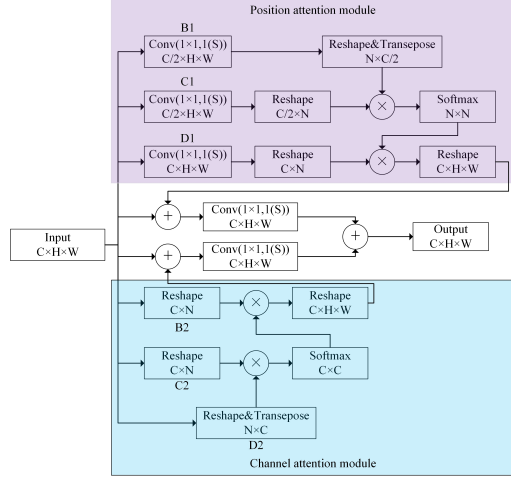 Position attention module
B1
Conv(1×1,1(S))
C/2×H×W
Reshape&Transepose
N×C/2
C1
Conv(1×1,1(S))
C/2×H×W
Reshape
C/2×N
×
Softmax
N×N
D1
Conv(1×1,1(S))
C×H×W
Reshape
C×N
×
Reshape
C×H×W
+
Conv(1×1,1(S))
C×H×W
Input
C×H×W
+
Output
C×H×W
+
Conv(1×1,1(S))
C×H×W
Reshape
C×N
B2
×
Reshape
C×H×W
Reshape
C×N
C2
×
Softmax
C×C
Reshape&Transepose
N×C
D2
Channel attention module